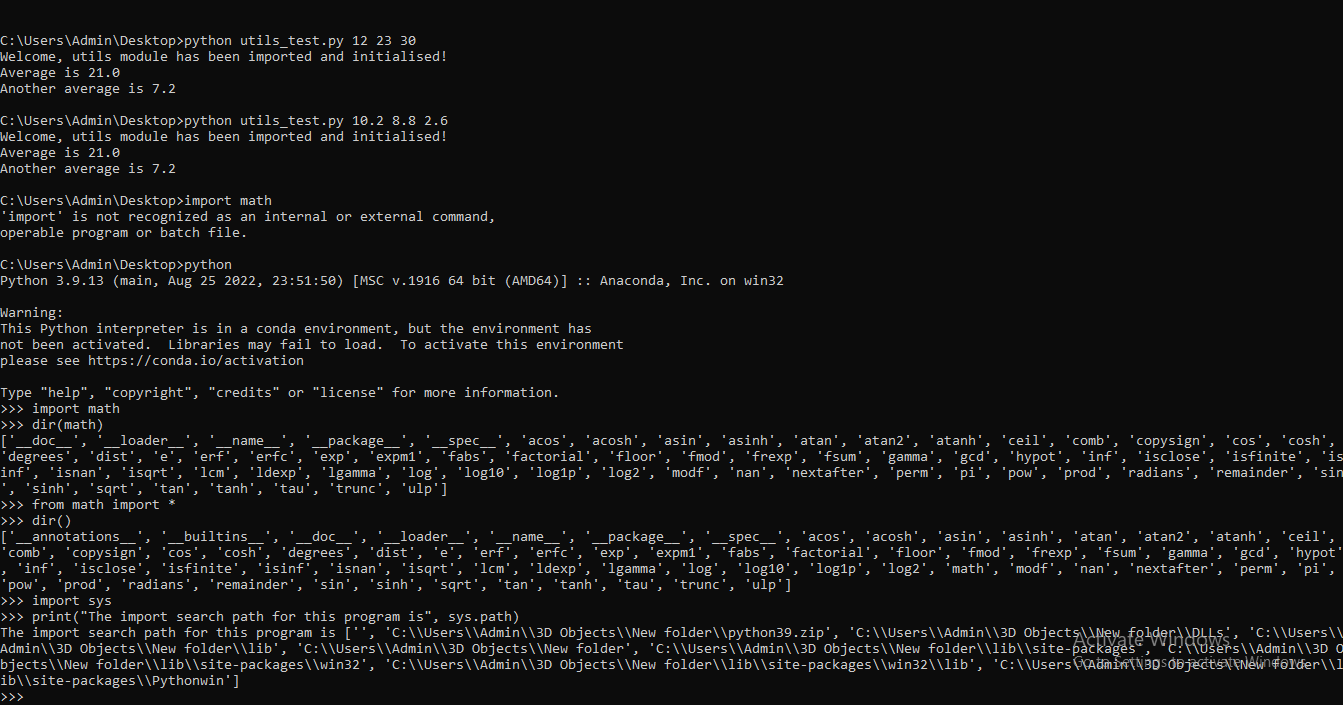 C:\Users\Admin\Desktop>python utils_test.py 12 23 30
Welcome, utils module has been imported and initialised!
Average is 21.0
Another average is 7.2
C:\Users\Admin\Desktop>python utils_test.py 10.2 8.8 2.6
Welcome, utils module has been imported and initialised!
Average is 21.0
Another average is 7.2
C:\Users\Admin\Desktop>import math
'import' is not recognized as an internal or external command,
operable program or batch file.
C:\Users\Admin\Desktop>python
Python 3.9.13 (main, Aug 25 2022, 23:51:50) [MSC v.1916 64 bit (AMD64)] :: Anaconda, Inc. on win32
Warning:
This Python interpreter is in a conda environment, but the environment has
not been activated.  Libraries may fail to load.  To activate this environment
please see https://conda.io/activation
Type "help", "copyright", "credits" or "license" for more information.
>>> import math
>>> dir(math)
['__doc__', '__loader__', '__name__', '__package__', '__spec__', 'acos', 'acosh', 'asin', 'asinh', 'atan', 'atan2', 'atanh', 'ceil', 'comb', 'copysign', 'cos', 'cosh',
'degrees', 'dist', 'e', 'erf', 'erfc', 'exp', 'expm1', 'fabs', 'factorial', 'floor', 'fmod', 'frexp', 'fsum', 'gamma', 'gcd', 'hypot', 'inf', 'isclose', 'isfinite', 'is
inf', 'isnan', 'isqrt', 'lcm', 'ldexp', 'lgamma', 'log', 'log10', 'log1p', 'log2', 'modf', 'nan', 'nextafter', 'perm', 'pi', 'pow', 'prod', 'radians', 'remainder', 'sin
', 'sinh', 'sqrt', 'tan', 'tanh', 'tau', 'trunc', 'ulp']
>>> from math import *
>>> dir()
['__annotations__', '__builtins__', '__doc__', '__loader__', '__name__', '__package__', '__spec__', 'acos', 'acosh', 'asin', 'asinh', 'atan', 'atan2', 'atanh', 'ceil',
'comb', 'copysign', 'cos', 'cosh', 'degrees', 'dist', 'e', 'erf', 'erfc', 'exp', 'expm1', 'fabs', 'factorial', 'floor', 'fmod', 'frexp', 'fsum', 'gamma', 'gcd', 'hypot'
, 'inf', 'isclose', 'isfinite', 'isinf', 'isnan', 'isqrt', 'lcm', 'ldexp', 'lgamma', 'log', 'log10', 'log1p', 'log2', 'math', 'modf', 'nan', 'nextafter', 'perm', 'pi',
'pow', 'prod', 'radians', 'remainder', 'sin', 'sinh', 'sqrt', 'tan', 'tanh', 'tau', 'trunc', 'ulp']
>>> import sys
>>> print("The import search path for this program is", sys.path)
The import search path for this program is ['', 'C:\\Users\\Admin\\3D Objects\\New folder\\python39.zip', 'C:\\Users\\Admin\\3D Objects\\New folder\\DLLs', 'C:\\Users\\
Admin\\3D Objects\\New folder\\lib', 'C:\\Users\\Admin\\3D Objects\\New folder', 'C:\\Users\\Admin\\3D Objects\\New folder\\lib\\site-packages', 'C:\\Users\\Admin\\3D O
bjects\\New folder\\lib\\site-packages\\win32', 'C:\\Users\\Admin\\3D Objects\\New folder\\lib\\site-packages\\win32\\lib', 'C:\\Users\\Admin\\3D Objects\\New folder\\l
ib\\site-packages\\Pythonwin']
>>>
Activate Windows
Go to Settings to activate Windows.